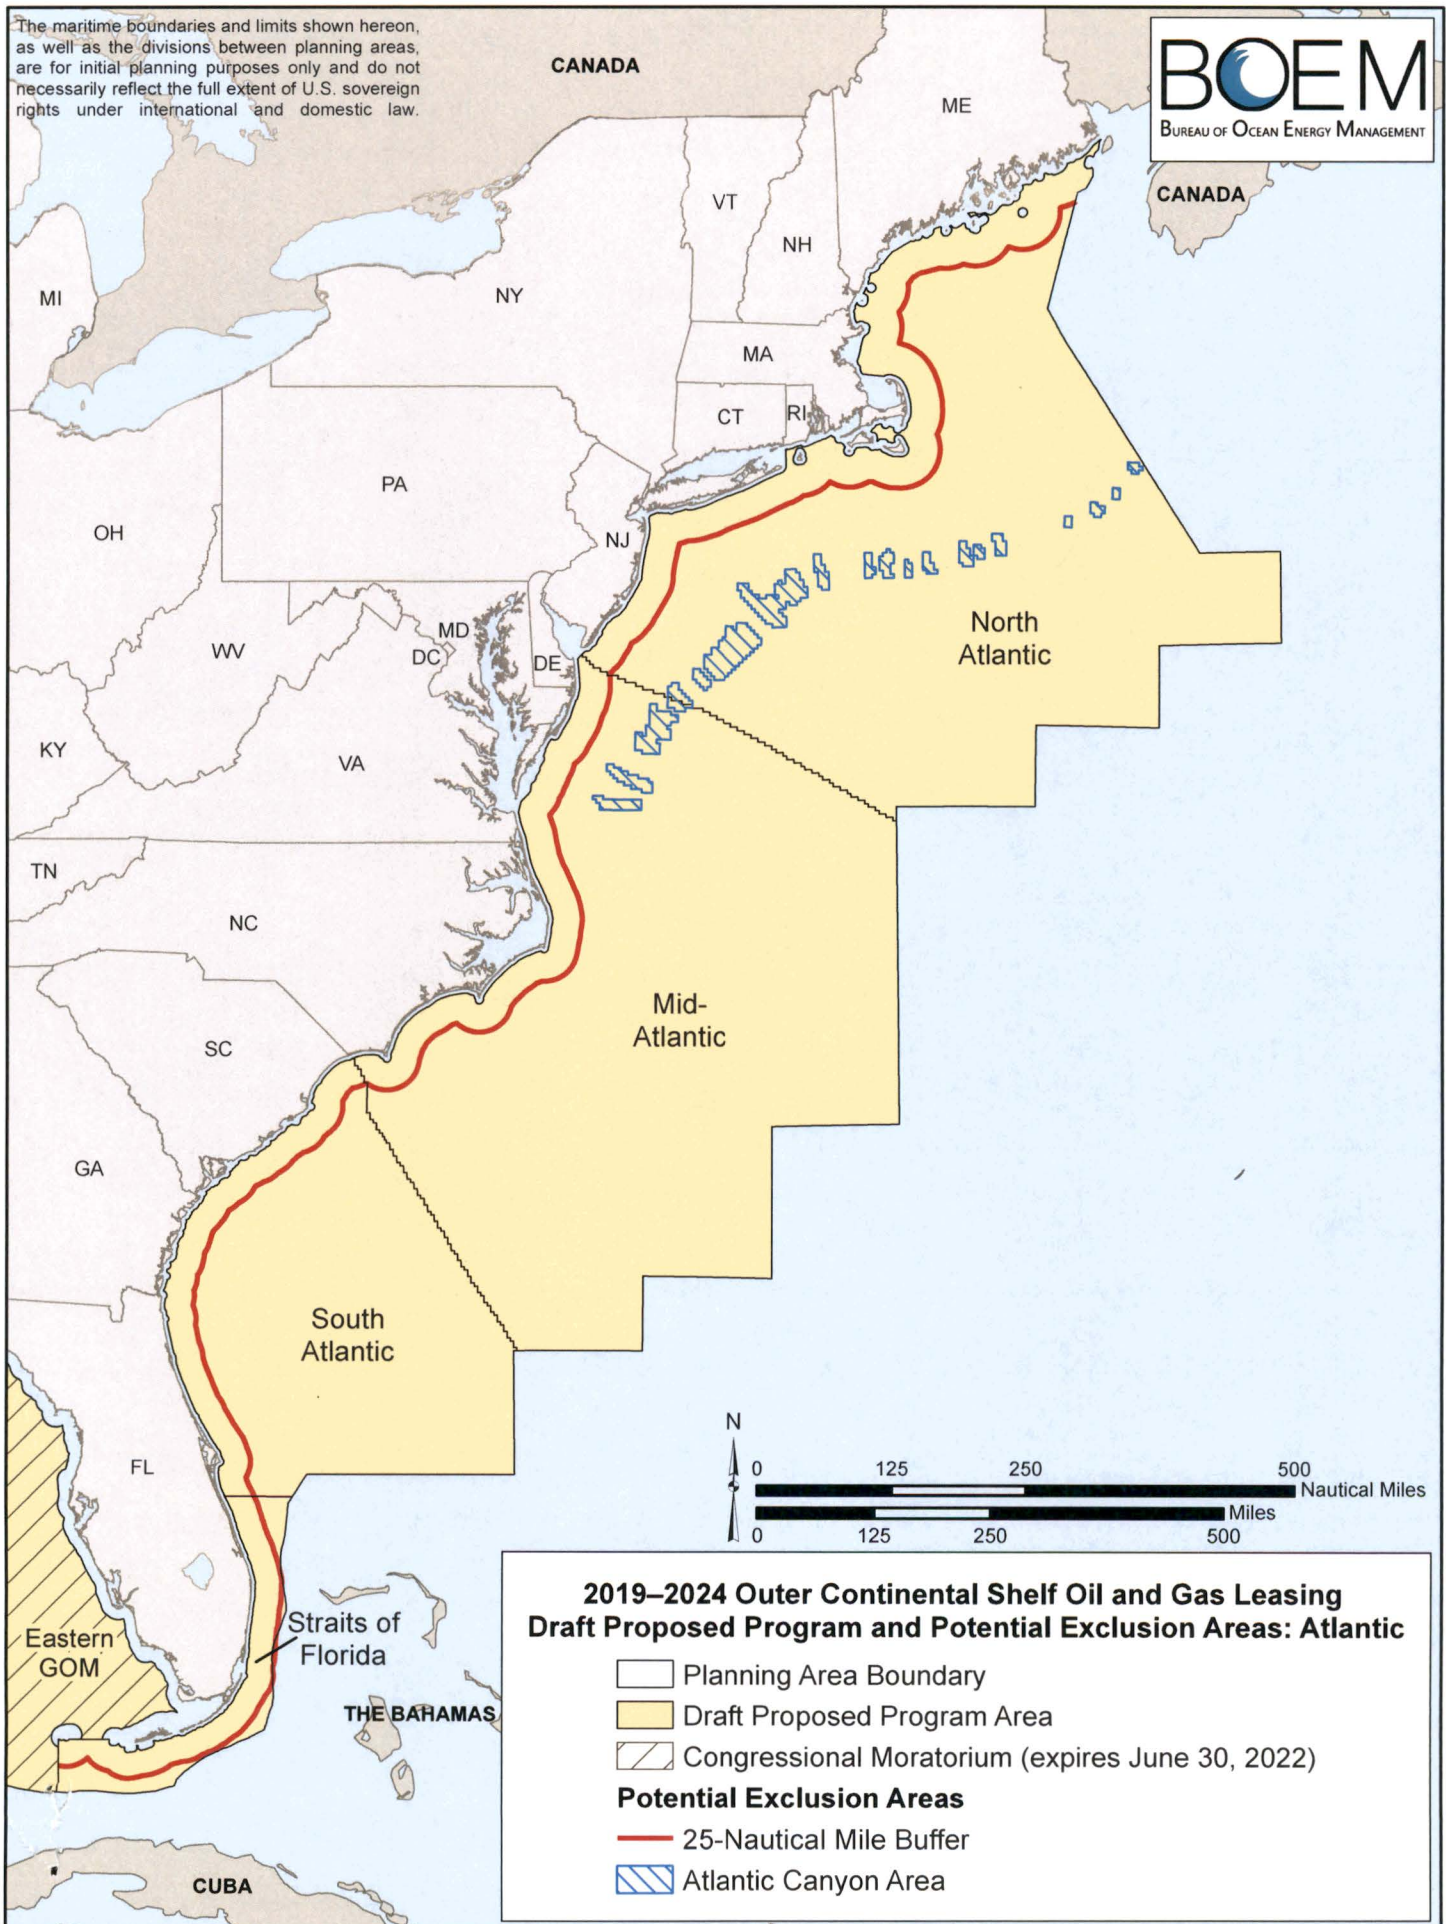 The maritime boundaries and limits shown hereon,
as well as the divisions between planning areas,
are for initial planning purposes only and do not
necessarily reflect the full extent of U.S. sovereign
rights under international and domestic law.
BOEM
BUREAU OF OCEAN ENERGY MANAGEMENT
CANADA
ME
CANADA
VT
NH
MI
NY
MA
CT
RI
PA
OH
NJ
MD
DC
DE
WV
North
Atlantic
KY
VA
TN
NC
Mid-
Atlantic
SC
GA
South
Atlantic
FL
N
0 125 250 500
Nautical Miles
Miles
0 125 250 500
Straits of
Florida
Eastern
GOM
THE BAHAMAS
CUBA
2019–2024 Outer Continental Shelf Oil and Gas Leasing
Draft Proposed Program and Potential Exclusion Areas: Atlantic
Planning Area Boundary
Draft Proposed Program Area
Congressional Moratorium (expires June 30, 2022)
Potential Exclusion Areas
25-Nautical Mile Buffer
Atlantic Canyon Area